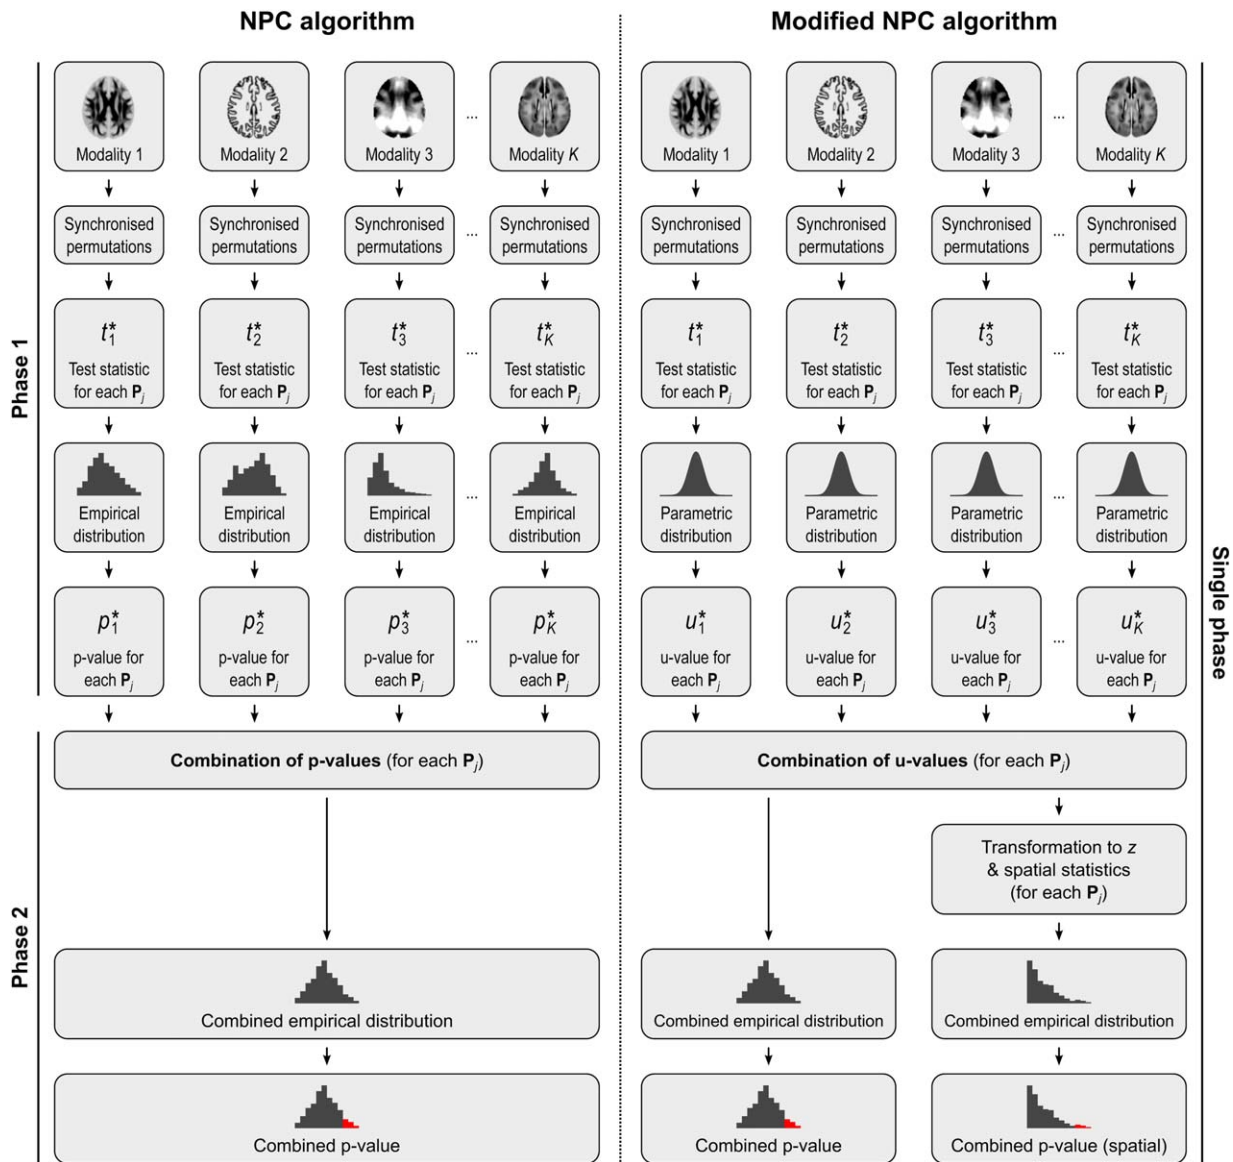 NPC algorithm
Modified NPC algorithm
Phase 1
Modality 1
Modality 2
Modality 3
...
Modality K
Modality 1
Modality 2
Modality 3
...
Modality K
Synchronised
permutations
Synchronised
permutations
Synchronised
permutations
...
Synchronised
permutations
Synchronised
permutations
Synchronised
permutations
Synchronised
permutations
...
Synchronised
permutations
t*1
Test statistic
for each Pj
t*2
Test statistic
for each Pj
t*3
Test statistic
for each Pj
...
t*K
Test statistic
for each Pj
t*1
Test statistic
for each Pj
t*2
Test statistic
for each Pj
t*3
Test statistic
for each Pj
...
t*K
Test statistic
for each Pj
Empirical
distribution
Empirical
distribution
Empirical
distribution
...
Empirical
distribution
Parametric
distribution
Parametric
distribution
Parametric
distribution
...
Parametric
distribution
p*1
p-value for
each Pj
p*2
p-value for
each Pj
p*3
p-value for
each Pj
...
p*K
p-value for
each Pj
u*1
u-value for
each Pj
u*2
u-value for
each Pj
u*3
u-value for
each Pj
...
u*K
u-value for
each Pj
Single phase
Phase 2
Combination of p-values (for each Pj)
Combination of u-values (for each Pj)
Transformation to z
& spatial statistics
(for each Pj)
Combined empirical distribution
Combined empirical distribution
Combined empirical distribution
Combined p-value
Combined p-value
Combined p-value (spatial)